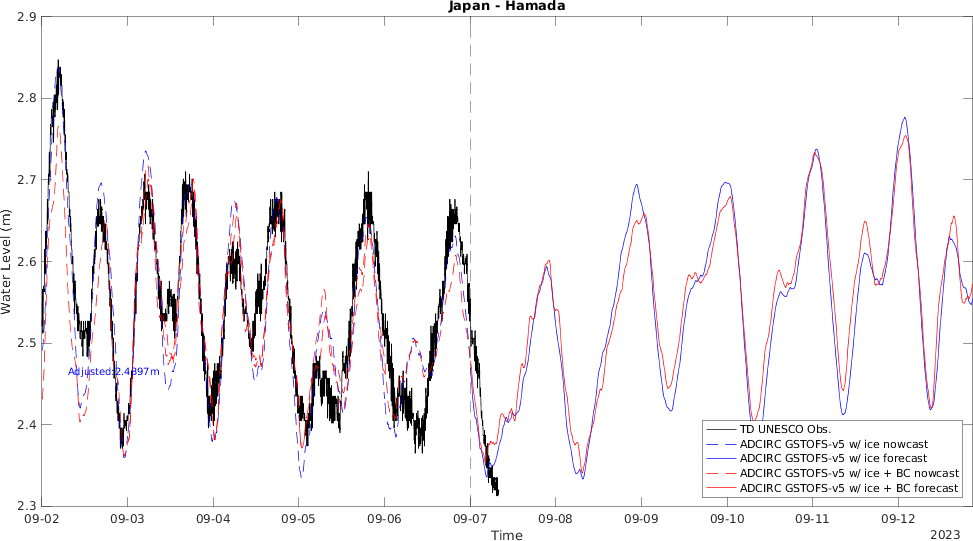 Japan - Hamada
2.9
2.8
2.7
2.6
2.5
2.4
2.3
Water Level (m)
Adjusted:2.4897m
TD UNESCO Obs.
ADCIRC GSTOFS-v5 w/ ice nowcast
ADCIRC GSTOFS-v5 w/ ice forecast
ADCIRC GSTOFS-v5 w/ ice + BC nowcast
ADCIRC GSTOFS-v5 w/ ice + BC forecast
09-02 09-03 09-04 09-05 09-06 09-07 09-08 09-09 09-10 09-11 09-12
Time
2023